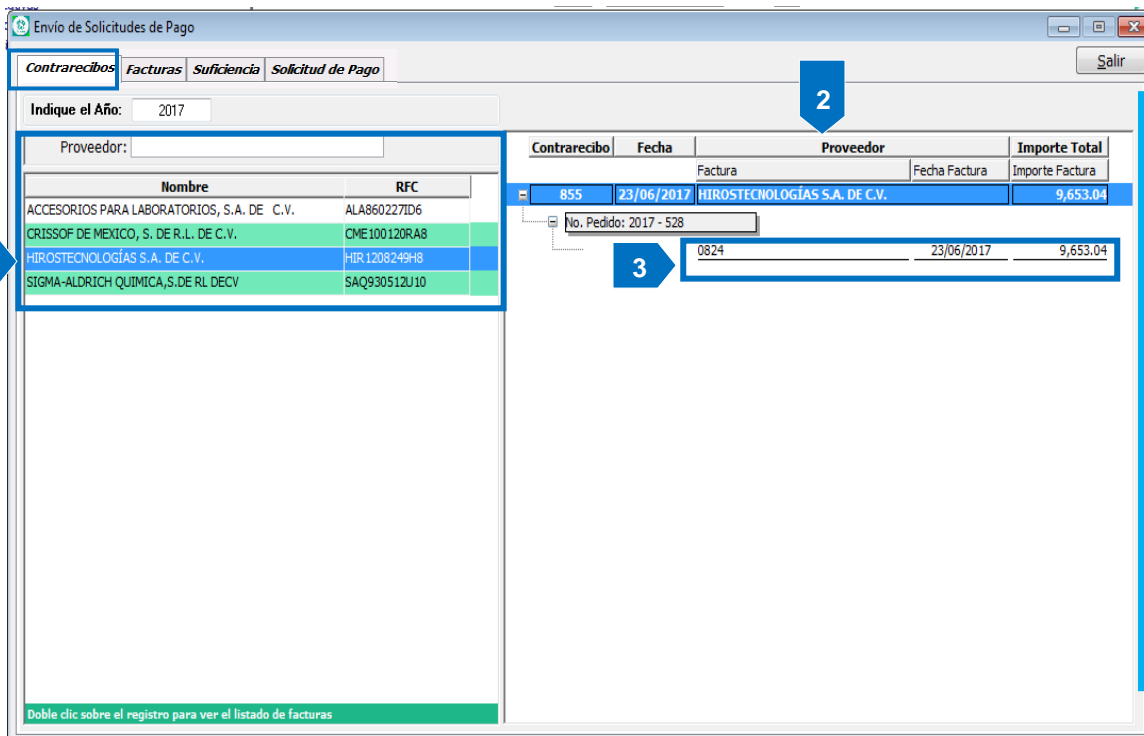 Envío de Solicitudes de Pago
Salir
Contrarecibos Facturas Suficiencia Solicitud de Pago
Indique el Año: 2017
2
Proveedor:
Nombre RFC
ACCESORIOS PARA LABORATORIOS, S.A. DE C.V. ALA860227ID6
CRISSOF DE MEXICO, S. DE R.L. DE C.V. CME100120RA8
HIROSTECNOLOGÍAS S.A. DE C.V. HIR1208249H8
SIGMA-ALDRICH QUIMICA,S.DE RL DECV SAQ930512U10
Contrarecibo Fecha Proveedor Importe Total
Factura Fecha Factura Importe Factura
855 23/06/2017 HIROSTECNOLOGÍAS S.A. DE C.V. 9,653.04
No. Pedido: 2017 - 528
3
0824 23/06/2017 9,653.04
Doble clic sobre el registro para ver el listado de facturas